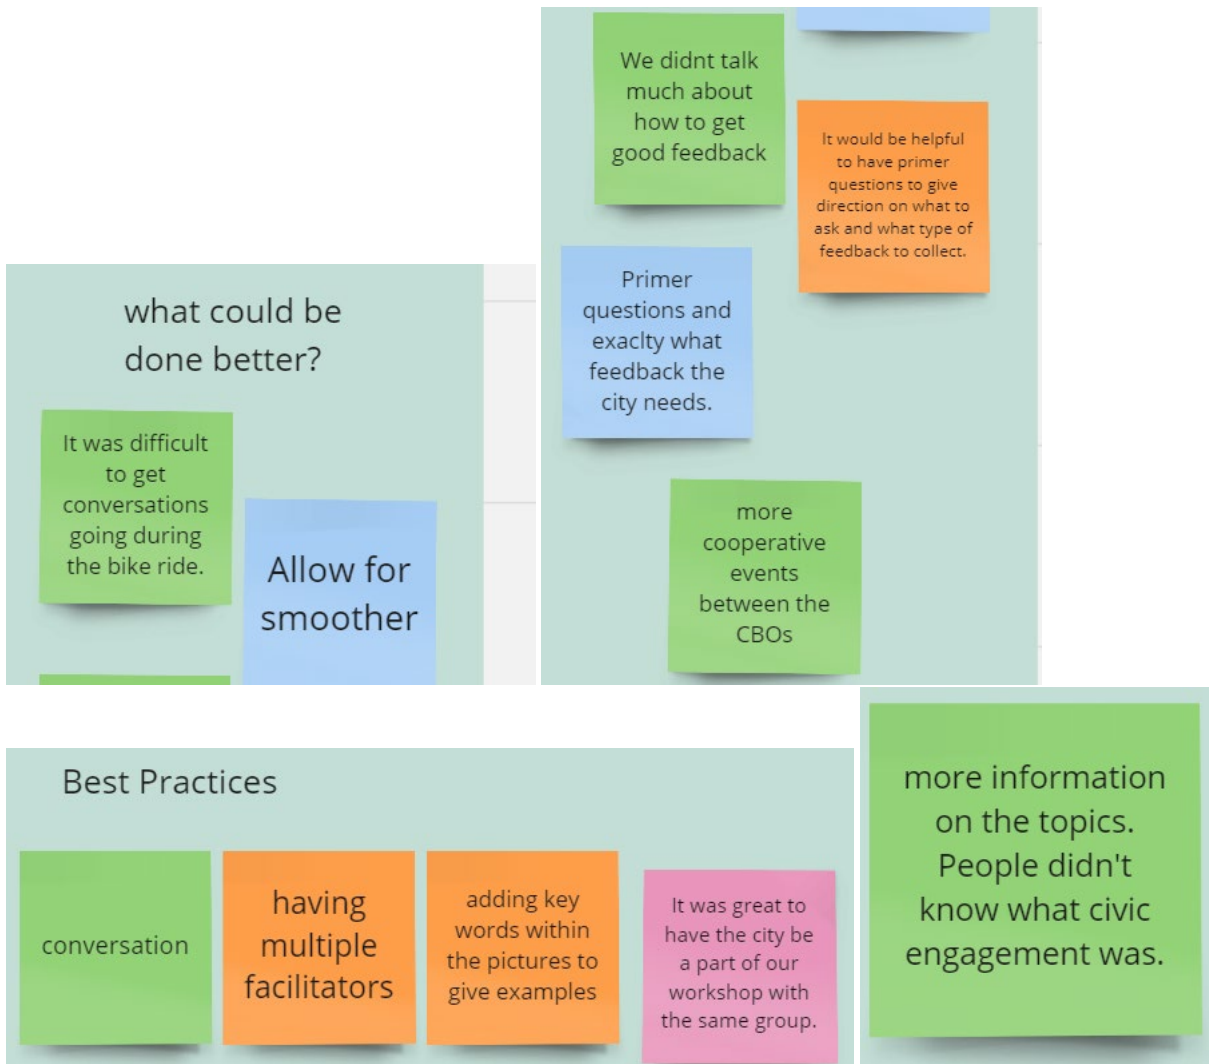 We didnt talk
much about
how to get
good feedback
It would be helpful
to have primer
questions to give
direction on what to
ask and what type of
feedback to collect.
Primer
questions and
exaclty what
feedback the
city needs.
more
cooperative
events
between the
CBOs
what could be
done better?
It was difficult
to get
conversations
going during
the bike ride.
Allow for
smoother
Best Practices
conversation
having
multiple
facilitators
adding key
words within
the pictures to
give examples
It was great to
have the city be
a part of our
workshop with
the same group.
more information
on the topics.
People didn't
know what civic
engagement was.